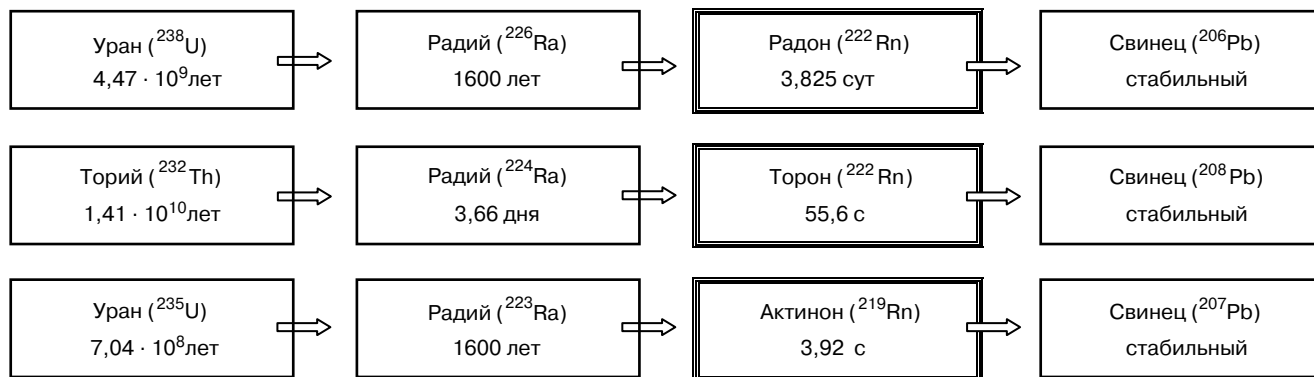 Уран (²³⁸U)
4,47 · 10⁹лет
Радий (²²⁶Ra)
1600 лет
Радон (²²²Rn)
3,825 сут
Свинец (²⁰⁶Pb)
стабильный
Торий (²³²Th)
1,41 · 10¹⁰лет
Радий (²²⁴Ra)
3,66 дня
Торон (²²²Rn)
55,6 с
Свинец (²⁰⁸Pb)
стабильный
Уран (²³⁵U)
7,04 · 10⁸лет
Радий (²²³Ra)
1600 лет
Актинон (²¹⁹Rn)
3,92 с
Свинец (²⁰⁷Pb)
стабильный